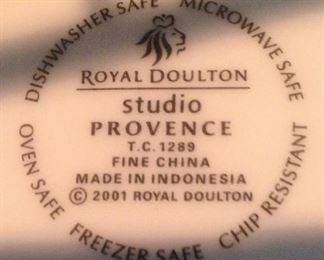 DISHWASHER SAFE MICROWAVE SAFE
ROYAL DOULTON
studio
PROVENCE
T.C.1289
FINE CHINA
MADE IN INDONESIA
© 2001 ROYAL DOULTON
OVEN SAFE FREEZER SAFE CHIP RESISTANT